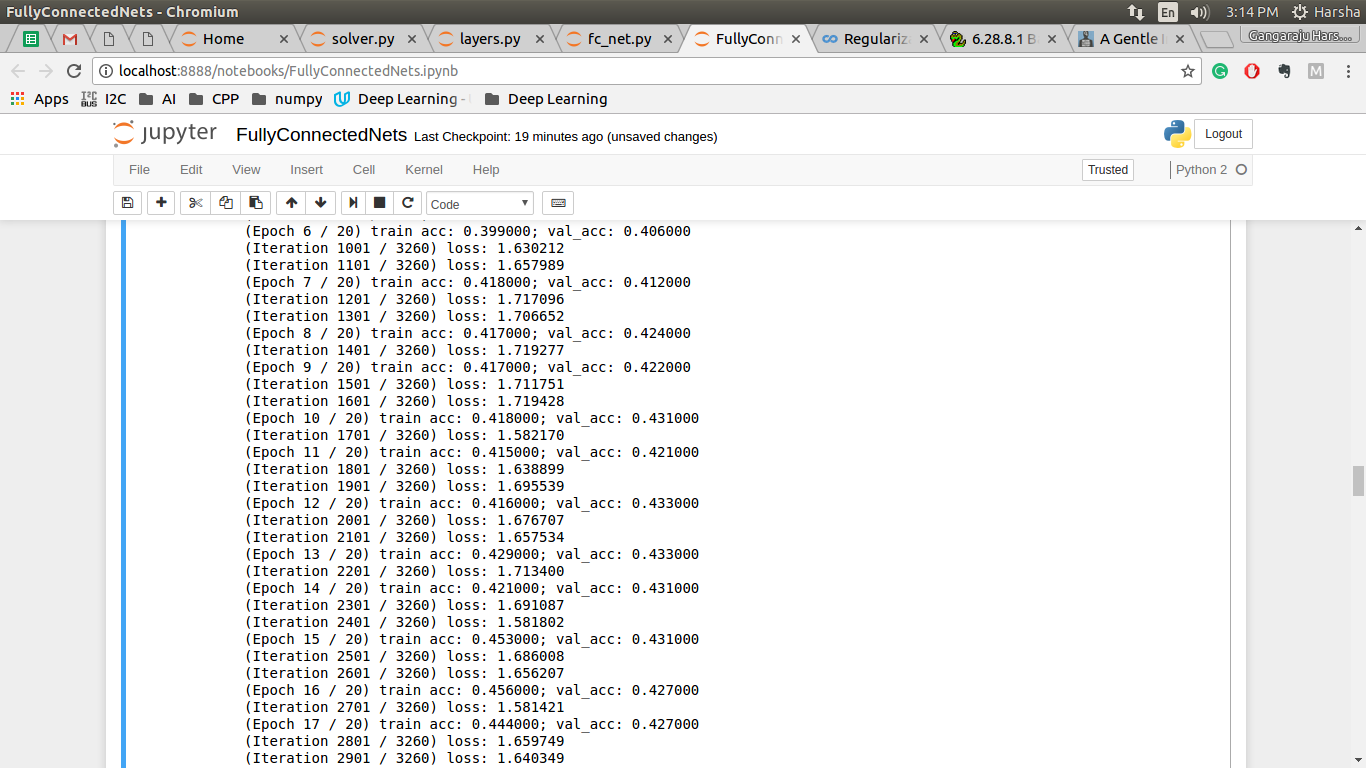 FullyConnectedNets - Chromium
En
3:14 PM
Harsha
Home
solver.py
layers.py
fc_net.py
FullyConn
Regulariza
6.28.8.1 B
A Gentle I
Gangaraju Hars...
localhost:8888/notebooks/FullyConnectedNets.ipynb
Apps
I2C BUS
I2C
AI
CPP
numpy
Deep Learning -
Deep Learning
jupyter
FullyConnectedNets
Last Checkpoint: 19 minutes ago (unsaved changes)
Logout
File
Edit
View
Insert
Cell
Kernel
Help
Trusted
Python 2
Code
(Epoch 6 / 20) train acc: 0.399000; val_acc: 0.406000
(Iteration 1001 / 3260) loss: 1.630212
(Iteration 1101 / 3260) loss: 1.657989
(Epoch 7 / 20) train acc: 0.418000; val_acc: 0.412000
(Iteration 1201 / 3260) loss: 1.717096
(Iteration 1301 / 3260) loss: 1.706652
(Epoch 8 / 20) train acc: 0.417000; val_acc: 0.424000
(Iteration 1401 / 3260) loss: 1.719277
(Epoch 9 / 20) train acc: 0.417000; val_acc: 0.422000
(Iteration 1501 / 3260) loss: 1.711751
(Iteration 1601 / 3260) loss: 1.719428
(Epoch 10 / 20) train acc: 0.418000; val_acc: 0.431000
(Iteration 1701 / 3260) loss: 1.582170
(Epoch 11 / 20) train acc: 0.415000; val_acc: 0.421000
(Iteration 1801 / 3260) loss: 1.638899
(Iteration 1901 / 3260) loss: 1.695539
(Epoch 12 / 20) train acc: 0.416000; val_acc: 0.433000
(Iteration 2001 / 3260) loss: 1.676707
(Iteration 2101 / 3260) loss: 1.657534
(Epoch 13 / 20) train acc: 0.429000; val_acc: 0.433000
(Iteration 2201 / 3260) loss: 1.713400
(Epoch 14 / 20) train acc: 0.421000; val_acc: 0.431000
(Iteration 2301 / 3260) loss: 1.691087
(Iteration 2401 / 3260) loss: 1.581802
(Epoch 15 / 20) train acc: 0.453000; val_acc: 0.431000
(Iteration 2501 / 3260) loss: 1.686008
(Iteration 2601 / 3260) loss: 1.656207
(Epoch 16 / 20) train acc: 0.456000; val_acc: 0.427000
(Iteration 2701 / 3260) loss: 1.581421
(Epoch 17 / 20) train acc: 0.444000; val_acc: 0.427000
(Iteration 2801 / 3260) loss: 1.659749
(Iteration 2901 / 3260) loss: 1.640349